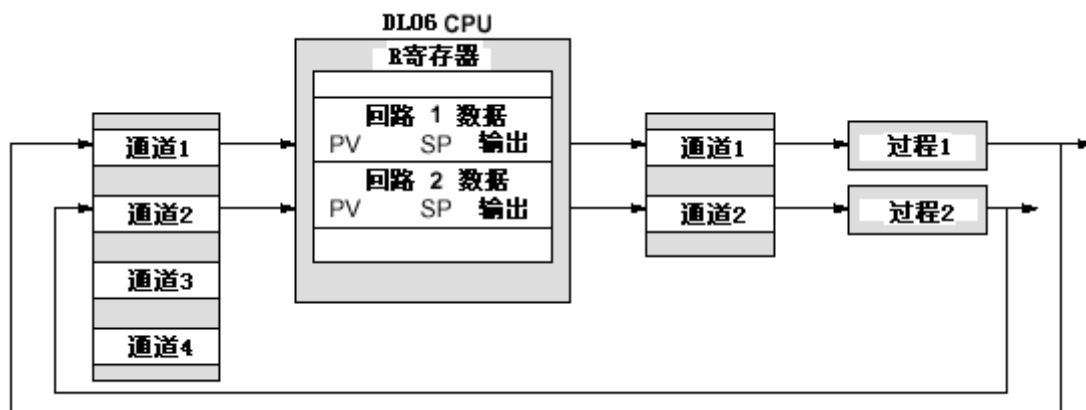 DL06 CPU
R寄存器
回路 1 数据
PV SP 输出
回路 2 数据
PV SP 输出
通道1
通道2
通道3
通道4
通道1
通道2
过程1
过程2